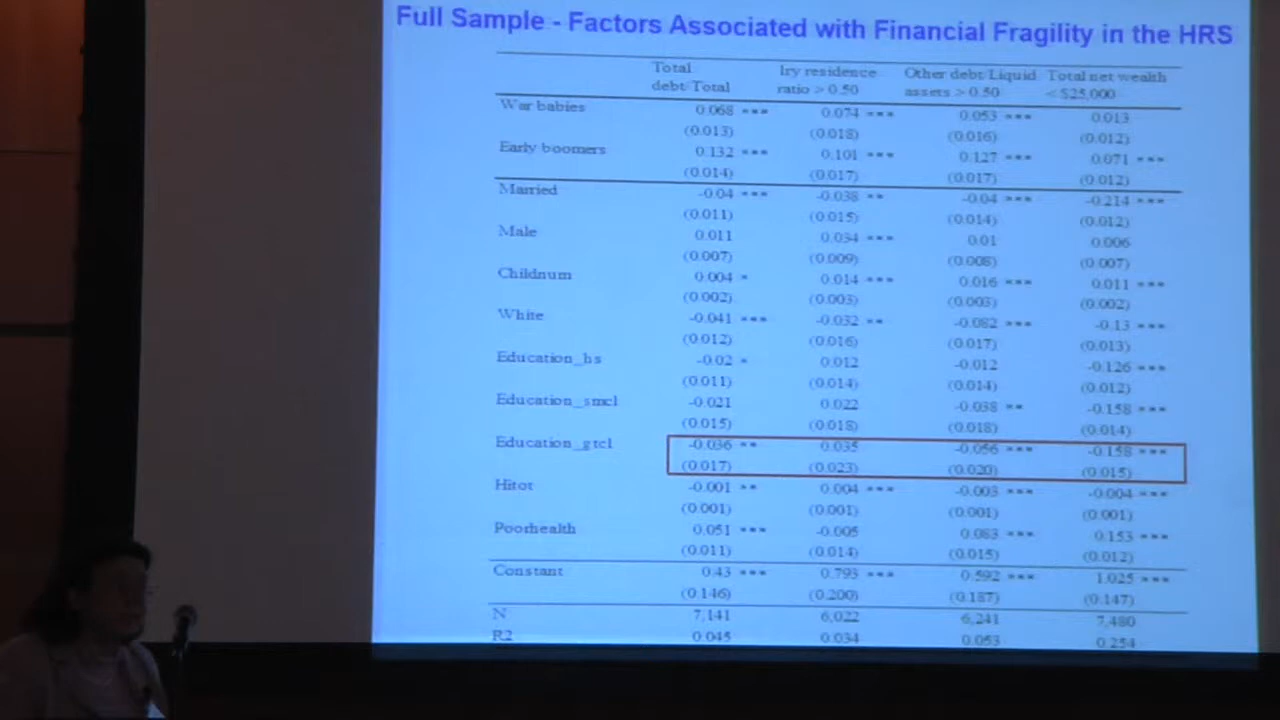 Full Sample - Factors Associated with Financial Fragility in the HRS
Total Iry residence Other debt/Liquid Total net wealth
debt/Total ratio > 0.50 assets > 0.50 < $25,000
War babies 0.068 *** 0.074 *** 0.053 *** 0.013
(0.013) (0.018) (0.016) (0.012)
Early boomers 0.132 *** 0.101 *** 0.127 *** 0.071 ***
(0.014) (0.017) (0.017) (0.012)
Married -0.04 *** -0.038 ** -0.04 *** -0.214 ***
(0.011) (0.015) (0.014) (0.012)
Male 0.011 0.034 *** 0.01 0.006
(0.007) (0.009) (0.008) (0.007)
Childnum 0.004 * 0.014 *** 0.016 *** 0.011 ***
(0.002) (0.003) (0.003) (0.002)
White -0.041 *** -0.032 ** -0.082 *** -0.13 ***
(0.012) (0.016) (0.017) (0.013)
Education_hs -0.02 * 0.012 -0.012 -0.126 ***
(0.011) (0.014) (0.014) (0.012)
Education_smcl -0.021 0.022 -0.038 ** -0.158 ***
(0.015) (0.018) (0.018) (0.014)
Education_gtcl -0.036 ** 0.035 -0.056 *** -0.158 ***
(0.017) (0.023) (0.020) (0.015)
Hitot -0.001 ** 0.004 *** -0.003 *** -0.004 ***
(0.001) (0.001) (0.001) (0.001)
Poorhealth 0.051 *** -0.005 0.083 *** 0.153 ***
(0.011) (0.014) (0.015) (0.012)
Constant 0.43 *** 0.793 *** 0.592 *** 1.025 ***
(0.146) (0.200) (0.187) (0.147)
N 7,141 6,022 6,241 7,480
R2 0.045 0.034 0.053 0.254